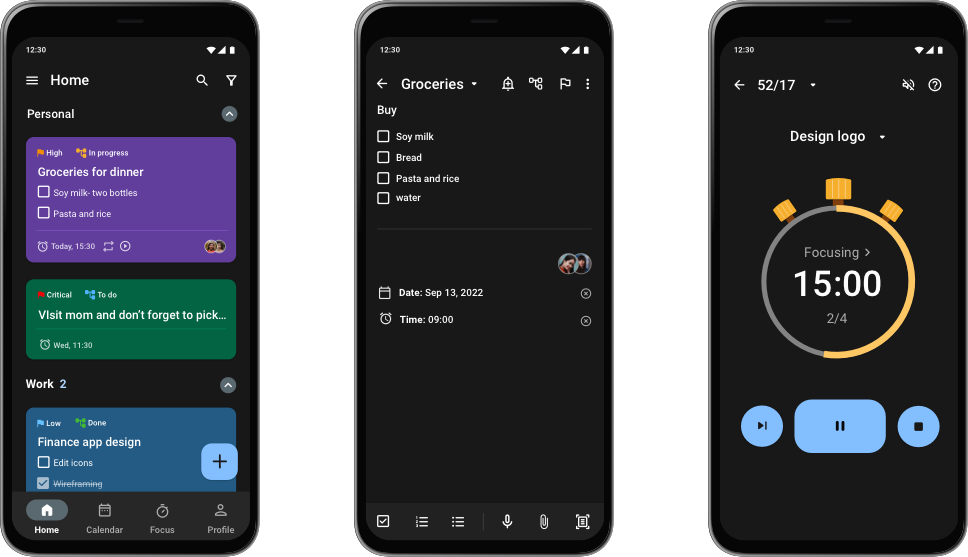 12:30
Home
Personal
High In progress
Groceries for dinner
Soy milk- two bottles
Pasta and rice
Today, 15:30
Critical To do
VIsit mom and don't forget to pick...
Wed, 11:30
Work 2
Low Done
Finance app design
Edit icons
Wireframing
Home Calendar Focus Profile
12:30
Groceries
Buy
Soy milk
Bread
Pasta and rice
water
Date: Sep 13, 2022
Time: 09:00
12:30
52/17
Design logo
Focusing
15:00
2/4